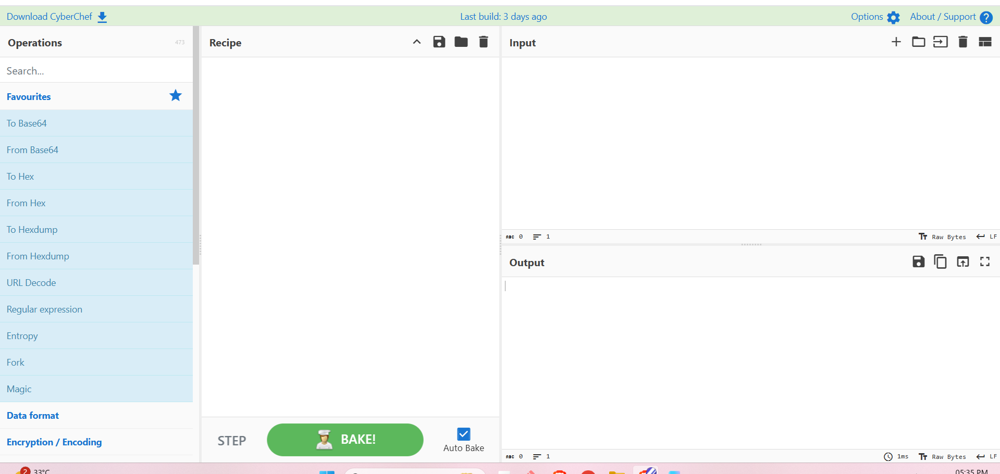 Download CyberChef
Last build: 3 days ago
Options
About / Support
Operations
473
Search...
Favourites
To Base64
From Base64
To Hex
From Hex
To Hexdump
From Hexdump
URL Decode
Regular expression
Entropy
Fork
Magic
Data format
Encryption / Encoding
Recipe
STEP
BAKE!
Auto Bake
Input
ABC 0
1
Raw Bytes
LF
Output
ABC 0
1
1ms
Raw Bytes
LF
2
33°C
05:35 PM